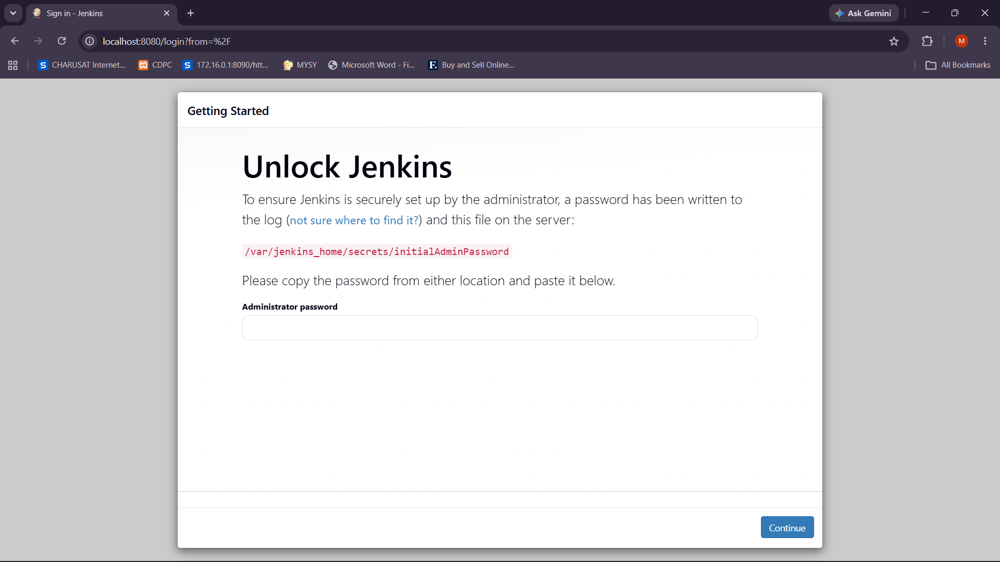 Sign in - Jenkins
Ask Gemini
localhost:8080/login?from=%2F
M
CHARUSAT Internet...
CDPC
172.16.0.1:8090/htt...
MYSY
Microsoft Word - Fi...
F. Buy and Sell Online...
All Bookmarks
Getting Started
Unlock Jenkins
To ensure Jenkins is securely set up by the administrator, a password has been written to
the log (not sure where to find it?) and this file on the server:
/var/jenkins_home/secrets/initialAdminPassword
Please copy the password from either location and paste it below.
Administrator password
Continue